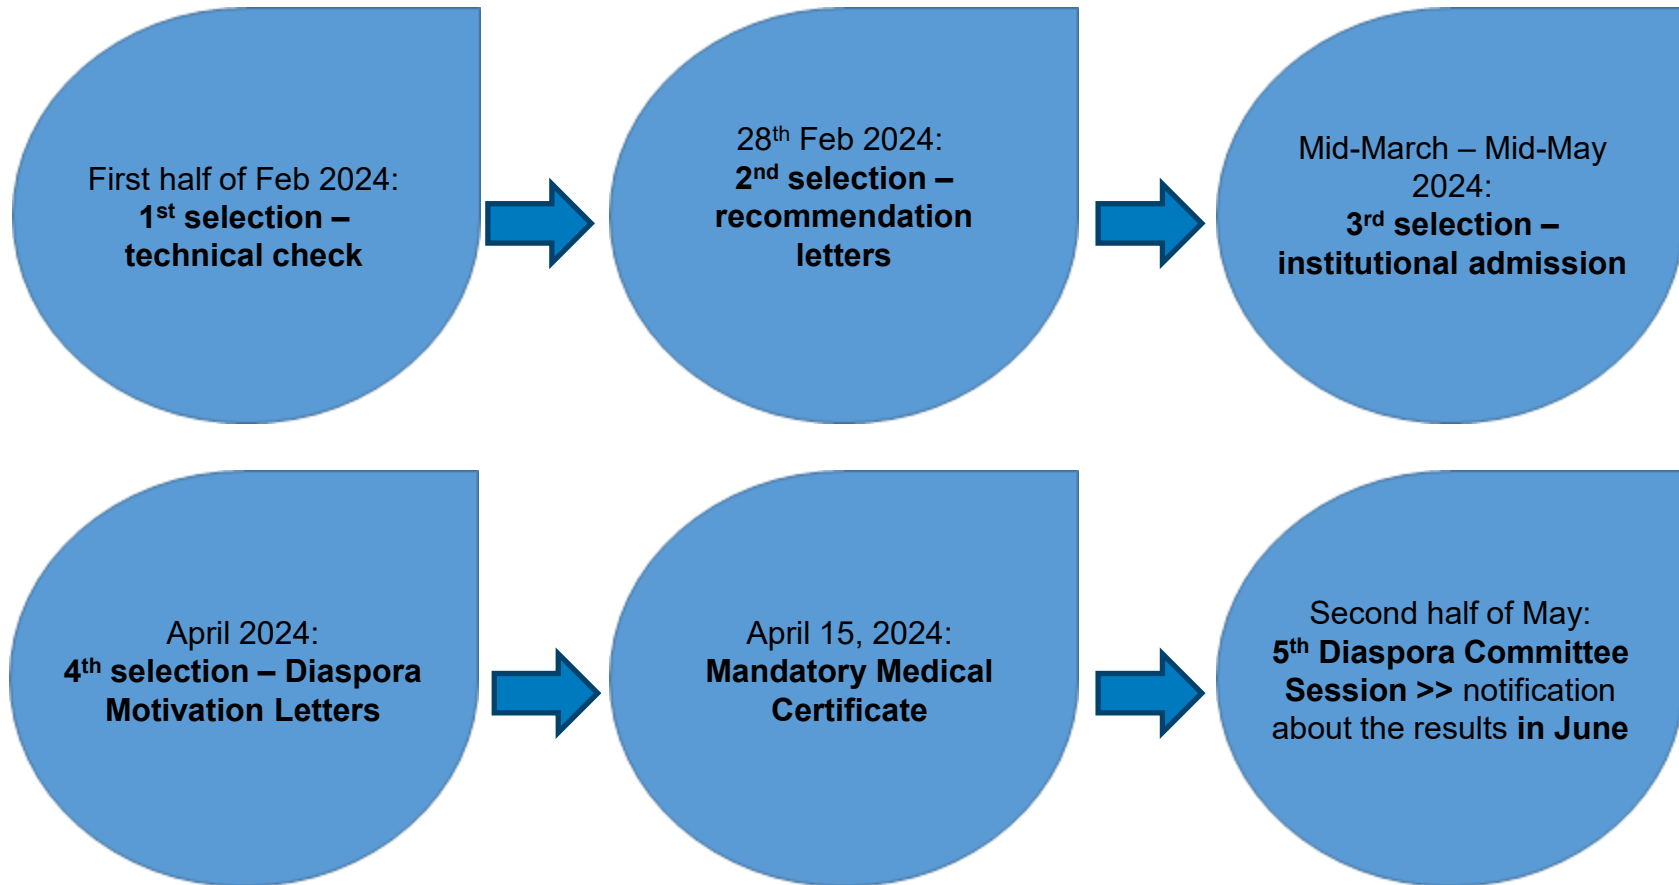 First half of Feb 2024:
1st selection –
technical check
28th Feb 2024:
2nd selection –
recommendation
letters
Mid-March – Mid-May
2024:
3rd selection –
institutional admission
April 2024:
4th selection – Diaspora
Motivation Letters
April 15, 2024:
Mandatory Medical
Certificate
Second half of May:
5th Diaspora Committee
Session >> notification
about the results in June